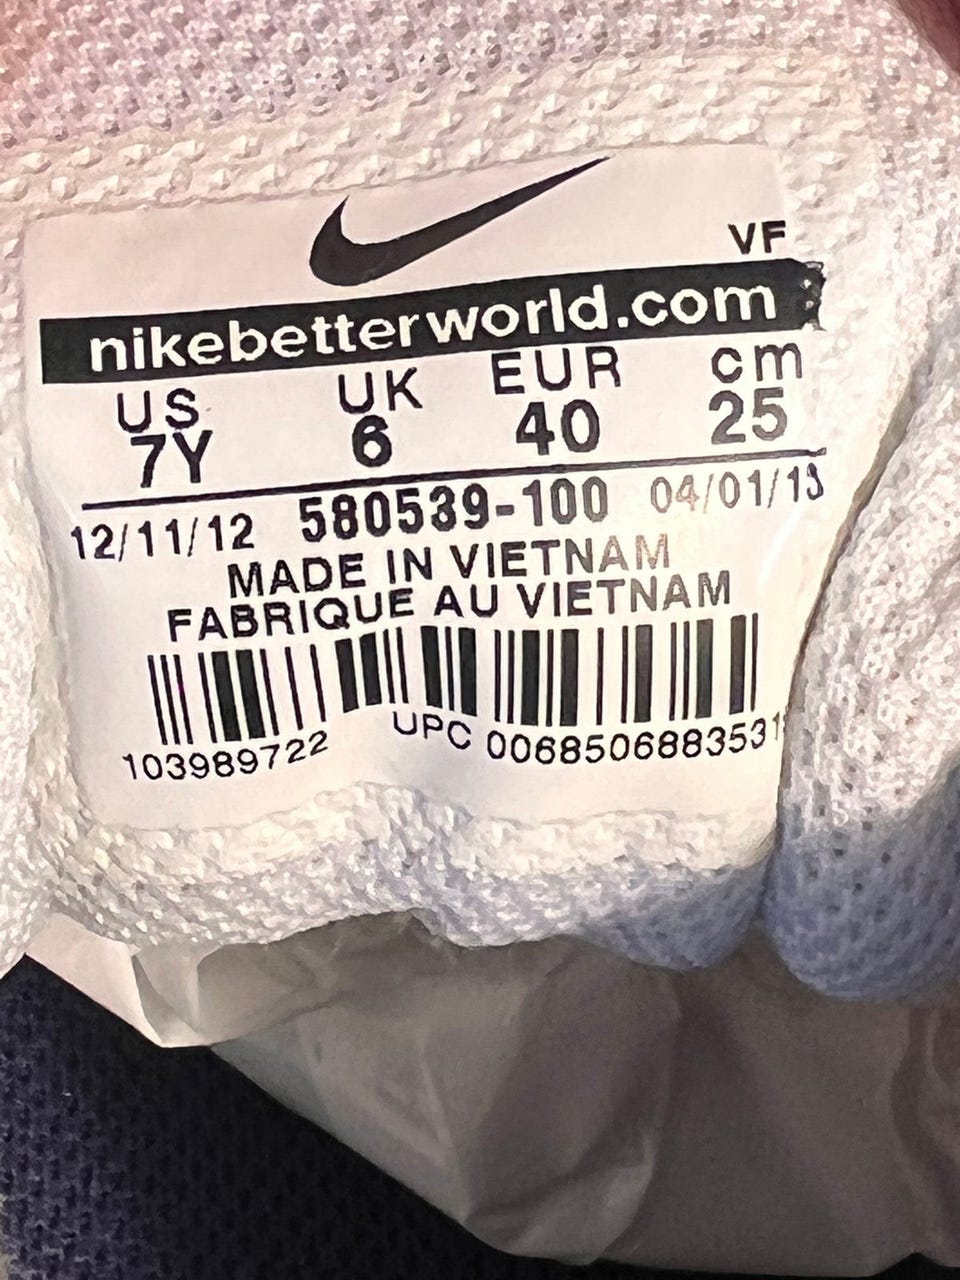 VF
nikebetterworld.com
US UK EUR cm
7Y 6 40 25
12/11/12 580539-100 04/01/13
MADE IN VIETNAM
FABRIQUE AU VIETNAM
103989722 UPC 00685068835319